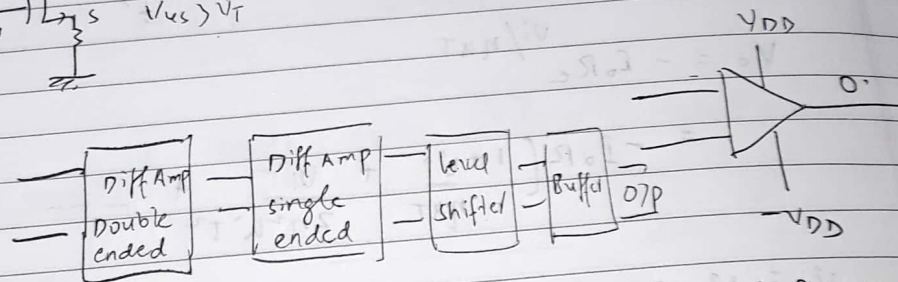 S VGS > VT
VDD
O.
Diff Amp
Double
ended
Diff Amp
single
ended
level
shifter
Buffer
O/p
-VDD